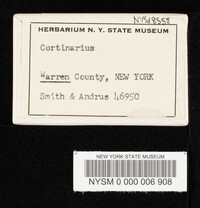 NYSd8558
HERBARIUM N. Y. STATE MUSEUM
Cortinarius
Warren County, NEW YORK
Smith & Andrus 46950
NEW YORK STATE MUSEUM
NYSM 0 000 006 908